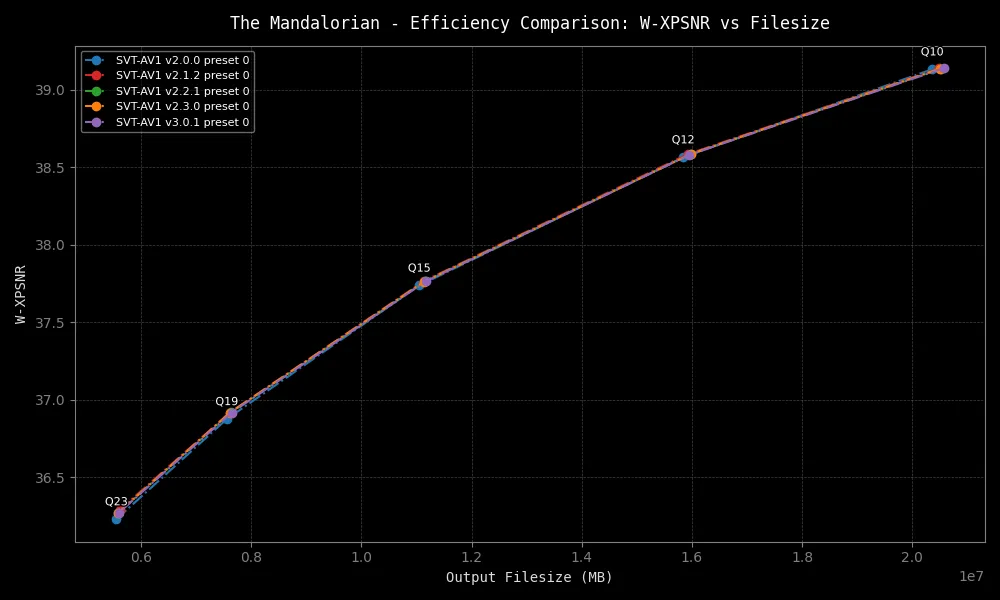 The Mandalorian - Efficiency Comparison: W-XPSNR vs Filesize
SVT-AV1 v2.0.0 preset 0
SVT-AV1 v2.1.2 preset 0
SVT-AV1 v2.2.1 preset 0
SVT-AV1 v2.3.0 preset 0
SVT-AV1 v3.0.1 preset 0
Q10
Q12
Q15
Q19
Q23
39.0
38.5
38.0
37.5
37.0
36.5
W-XPSNR
0.6 0.8 1.0 1.2 1.4 1.6 1.8 2.0
1e7
Output Filesize (MB)